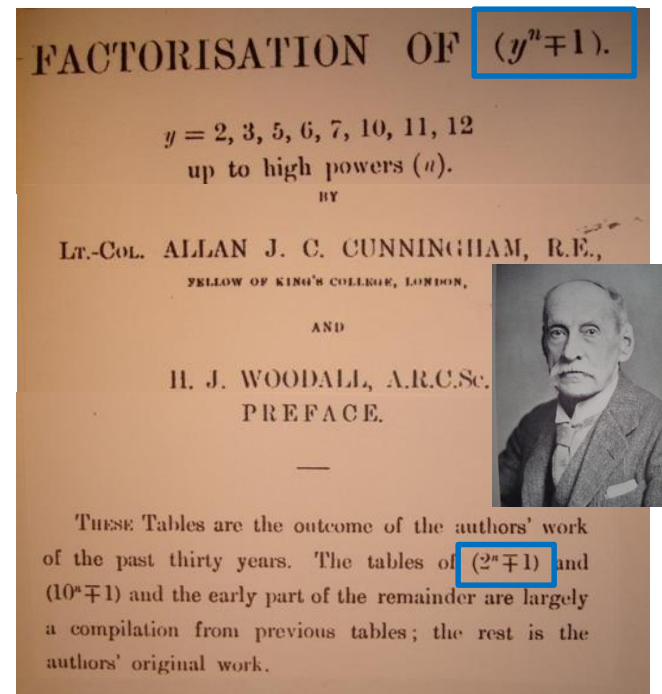 FACTORISATION OF (yⁿ∓1).
y = 2, 3, 5, 6, 7, 10, 11, 12
up to high powers (n).
BY
LT.-COL. ALLAN J. C. CUNNINGHAM, R.E.,
FELLOW OF KING'S COLLEGE, LONDON,
AND
H. J. WOODALL, A.R.C.Sc.
PREFACE.
THESE Tables are the outcome of the authors' work
of the past thirty years. The tables of (2ⁿ∓1) and
(10ⁿ∓1) and the early part of the remainder are largely
a compilation from previous tables; the rest is the
authors' original work.